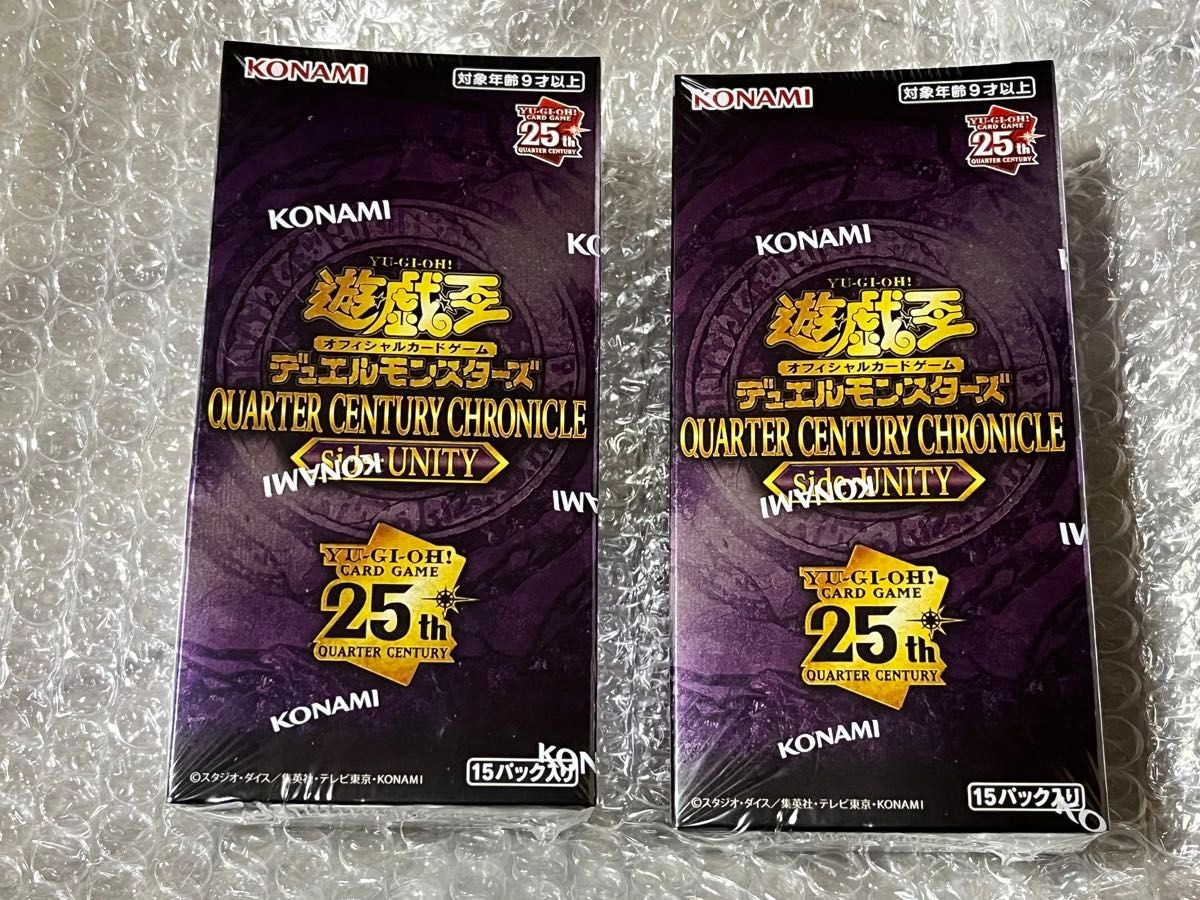 KONAMI
対象年齢9才以上
YU-GI-OH!
CARD GAME
25th
QUARTER CENTURY
KONAMI
YU-GI-OH!
遊戯王
オフィシャルカードゲーム
デュエルモンスターズ
QUARTER CENTURY CHRONICLE
side:UNITY
KONAMI
YU-GI-OH!
CARD GAME
25th
QUARTER CENTURY
KONAMI
©スタジオ・ダイス／集英社・テレビ東京・KONAMI
15パック入り
KONAMI
対象年齢9才以上
YU-GI-OH!
CARD GAME
25th
QUARTER CENTURY
KONAMI
YU-GI-OH!
遊戯王
オフィシャルカードゲーム
デュエルモンスターズ
QUARTER CENTURY CHRONICLE
side:UNITY
KONAMI
YU-GI-OH!
CARD GAME
25th
QUARTER CENTURY
KONAMI
©スタジオ・ダイス／集英社・テレビ東京・KONAMI
15パック入り